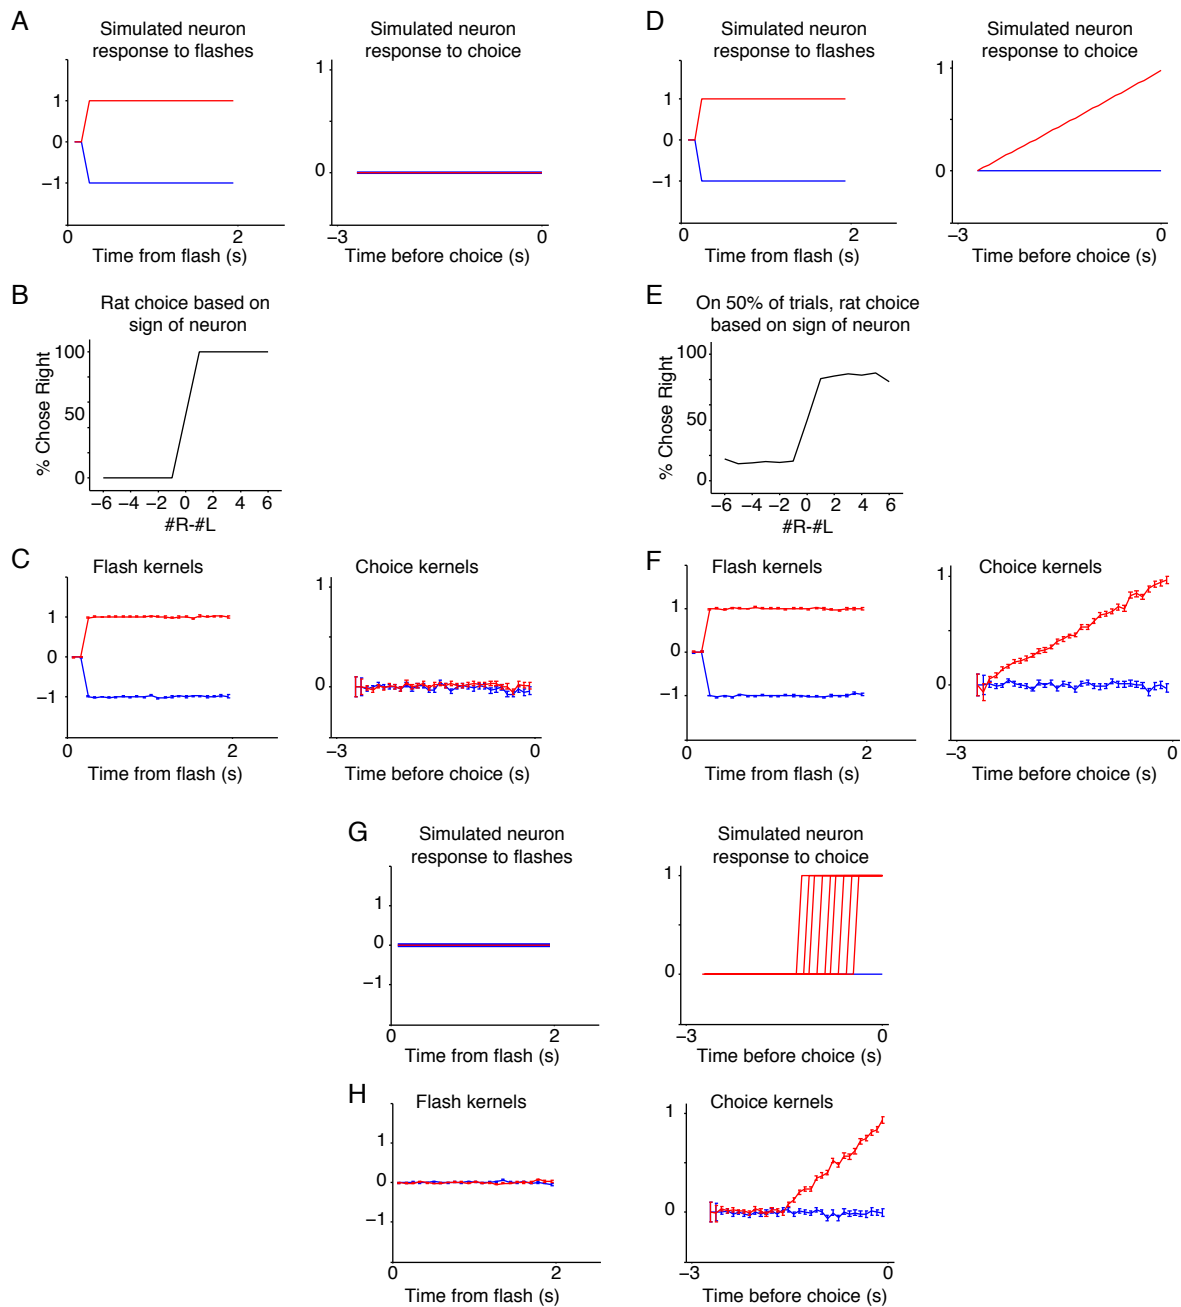 A
Simulated neuron
response to flashes
1
0
−1
0
2
Time from flash (s)
Simulated neuron
response to choice
1
0
−3
0
Time before choice (s)
B
Rat choice based on
sign of neuron
100
50
0
% Chose Right
−6 −4 −2 0 2 4 6
#R-#L
C
Flash kernels
1
0
−1
0
2
Time from flash (s)
Choice kernels
1
0
−3
0
Time before choice (s)
D
Simulated neuron
response to flashes
1
0
−1
0
2
Time from flash (s)
Simulated neuron
response to choice
1
0
−3
0
Time before choice (s)
E
On 50% of trials, rat choice
based on sign of neuron
100
50
0
% Chose Right
−6 −4 −2 0 2 4 6
#R-#L
F
Flash kernels
1
0
−1
0
2
Time from flash (s)
Choice kernels
1
0
−3
0
Time before choice (s)
G
Simulated neuron
response to flashes
1
0
−1
0
2
Time from flash (s)
Simulated neuron
response to choice
1
0
−3
0
Time before choice (s)
H
Flash kernels
1
0
−1
0
2
Time from flash (s)
Choice kernels
1
0
−3
0
Time before choice (s)